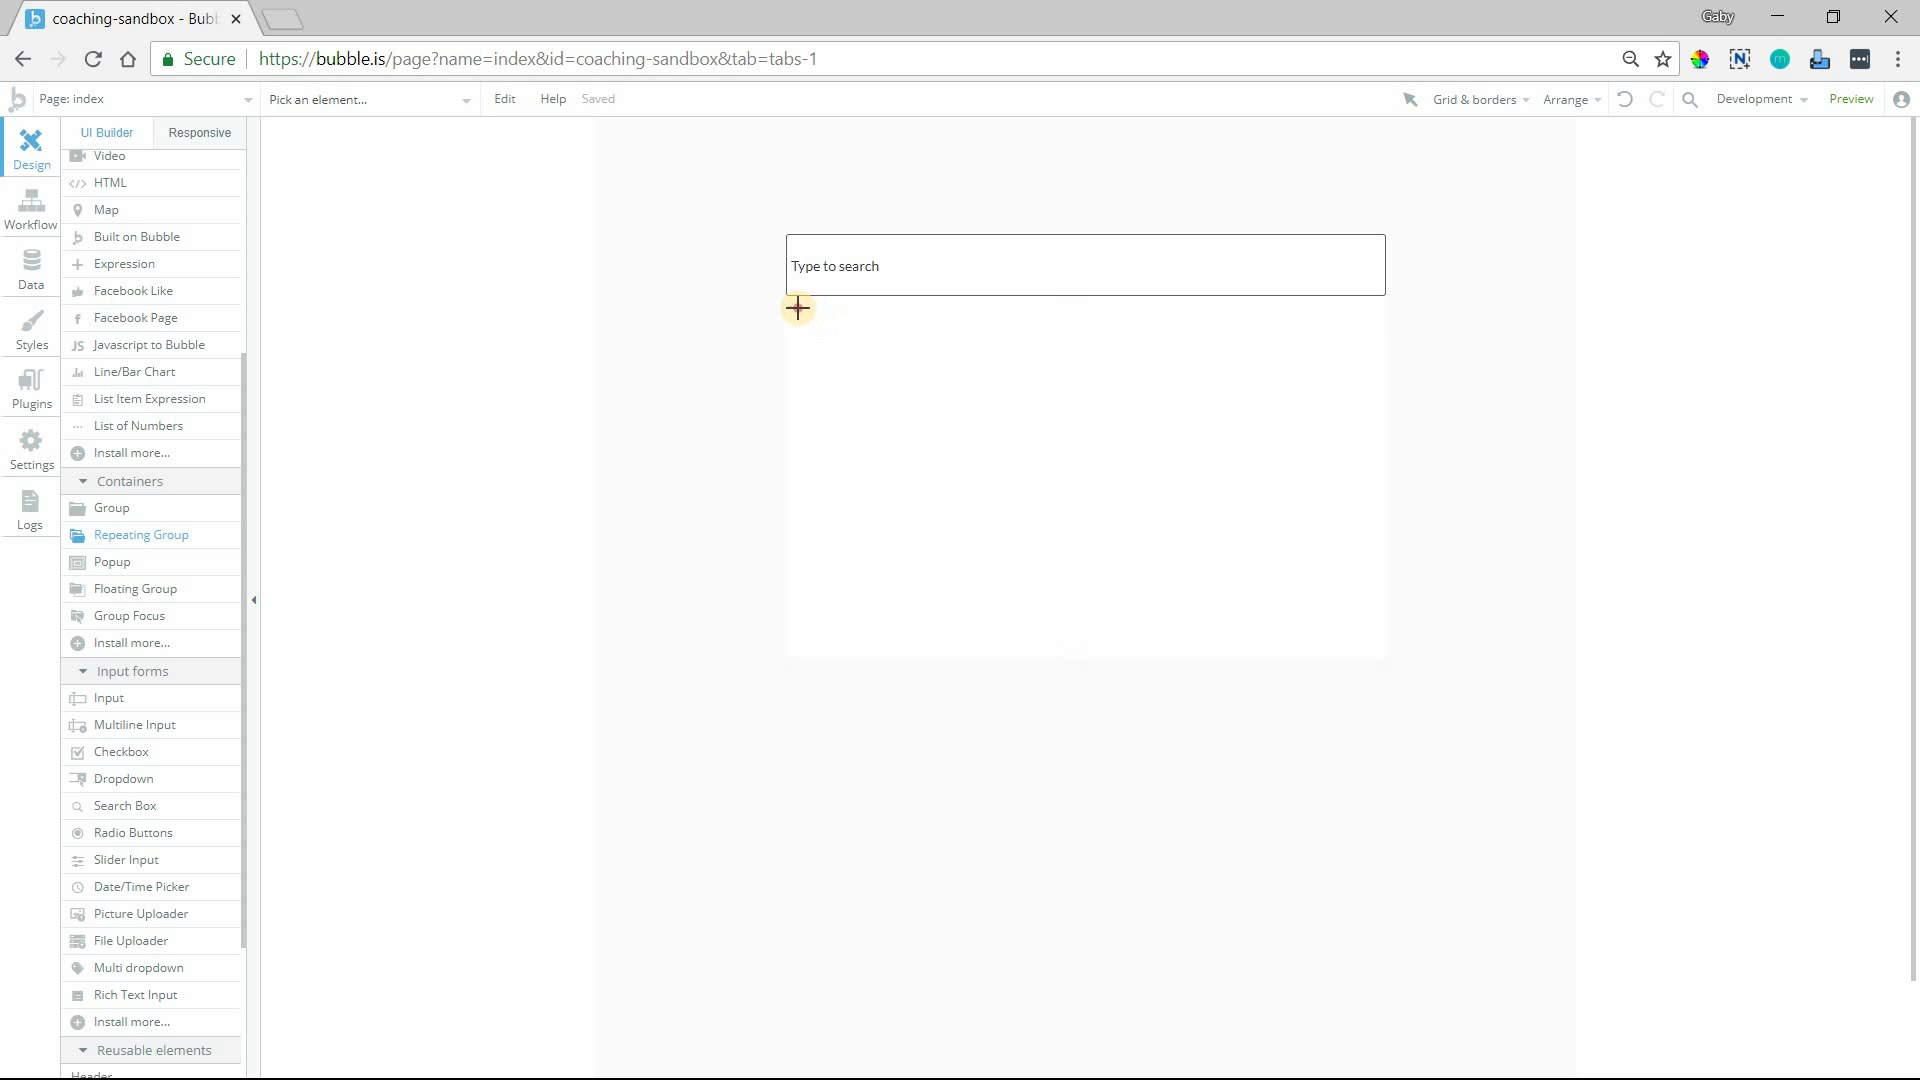 coaching-sandbox - Bubb
Gaby
Secure
https://bubble.is/page?name=index&id=coaching-sandbox&tab=tabs-1
Page: index
Pick an element...
Edit
Help
Saved
Grid & borders
Arrange
Development
Preview
UI Builder
Responsive
Design
Workflow
Data
Styles
Plugins
Settings
Logs
Video
HTML
Map
Built on Bubble
Expression
Facebook Like
Facebook Page
Javascript to Bubble
Line/Bar Chart
List Item Expression
List of Numbers
Install more...
Containers
Group
Repeating Group
Popup
Floating Group
Group Focus
Install more...
Input forms
Input
Multiline Input
Checkbox
Dropdown
Search Box
Radio Buttons
Slider Input
Date/Time Picker
Picture Uploader
File Uploader
Multi dropdown
Rich Text Input
Install more...
Reusable elements
Header
Type to search